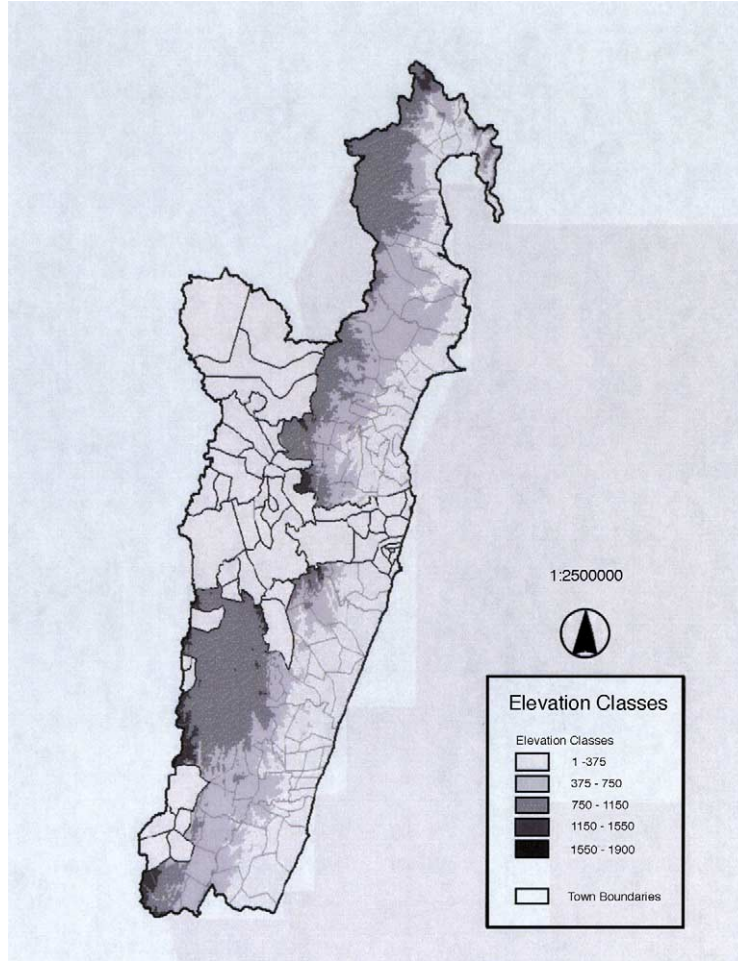 1:2500000
Elevation Classes
Elevation Classes
1 -375
375 - 750
750 - 1150
1150 - 1550
1550 - 1900
Town Boundaries